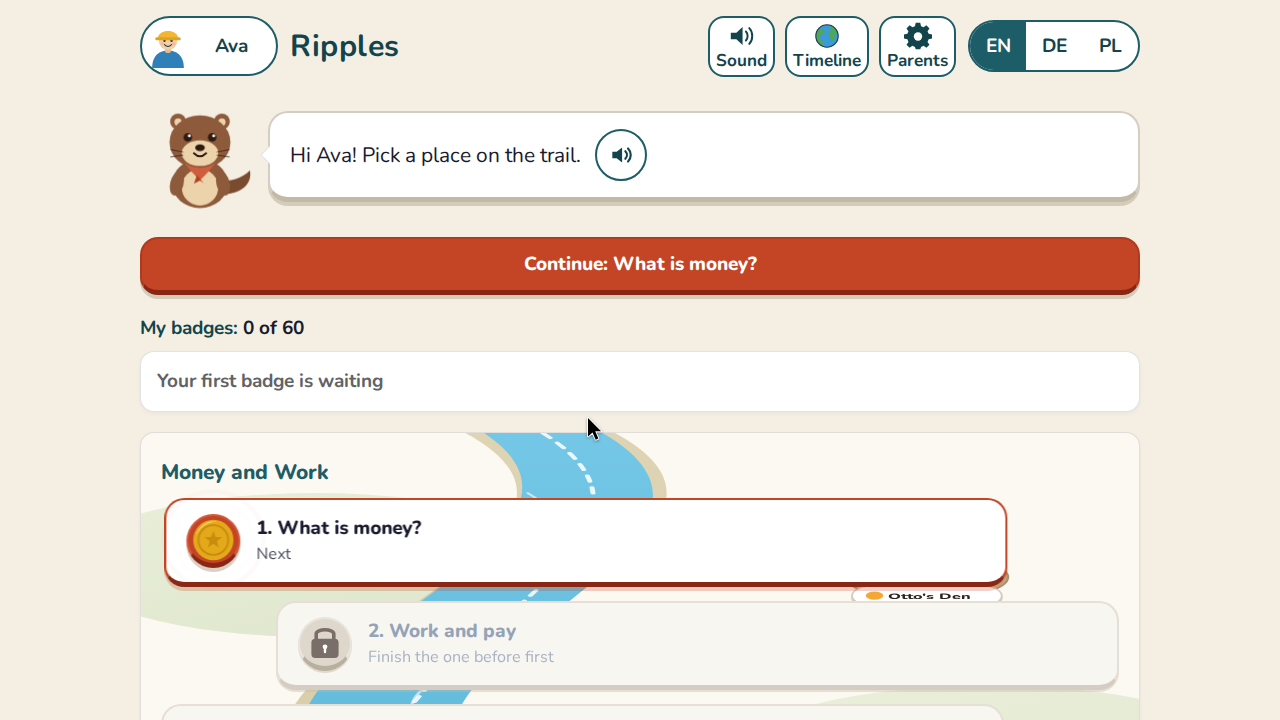 Ava
Ripples
Sound
Timeline
Parents
EN
DE
PL
Hi Ava! Pick a place on the trail.
Continue: What is money?
My badges: 0 of 60
Your first badge is waiting
Money and Work
1. What is money?
Next
Otto's Den
2. Work and pay
Finish the one before first